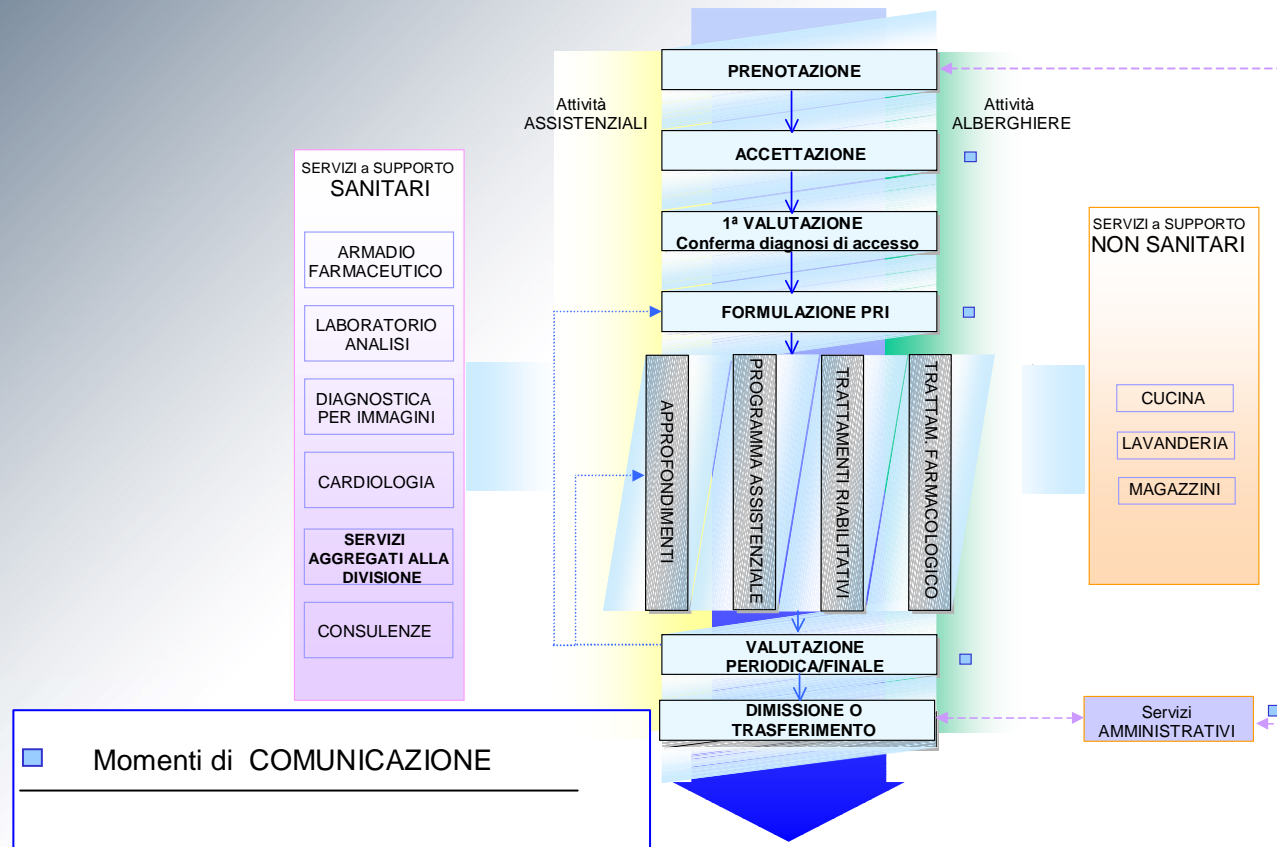 PRENOTAZIONE
Attività
ASSISTENZIALI
Attività
ALBERGHIERE
ACCETTAZIONE
SERVIZI a SUPPORTO
SANITARI
ARMADIO
FARMACEUTICO
LABORATORIO
ANALISI
DIAGNOSTICA
PER IMMAGINI
CARDIOLOGIA
SERVIZI
AGGREGATI ALLA
DIVISIONE
CONSULENZE
1ª VALUTAZIONE
Conferma diagnosi di accesso
FORMULAZIONE PRI
APPROFONDIMENTI
PROGRAMMA ASSISTENZIALE
TRATTAMENTI RIABILITATIVI
TRATTAM. FARMACOLOGICO
VALUTAZIONE
PERIODICA/FINALE
DIMISSIONE O
TRASFERIMENTO
SERVIZI a SUPPORTO
NON SANITARI
CUCINA
LAVANDERIA
MAGAZZINI
Servizi
AMMINISTRATIVI
Momenti di COMUNICAZIONE